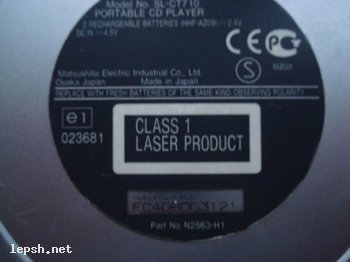 Model No. SL-CT710
PORTABLE CD PLAYER
2 RECHARGEABLE BATTERIES (HHF-AZ09) ⎓ 2.4V
DC IN ⎓ 4.5V
Matsushita Electric Industrial Co., Ltd.
Osaka Japan Made in Japan
S BZ02
REPLACE WITH FRESH BATTERIES OF THE SAME KIND OBSERVING POLARITY.
e1
023681
CLASS 1
LASER PRODUCT
Part No. N2563-H1
lepsh.net